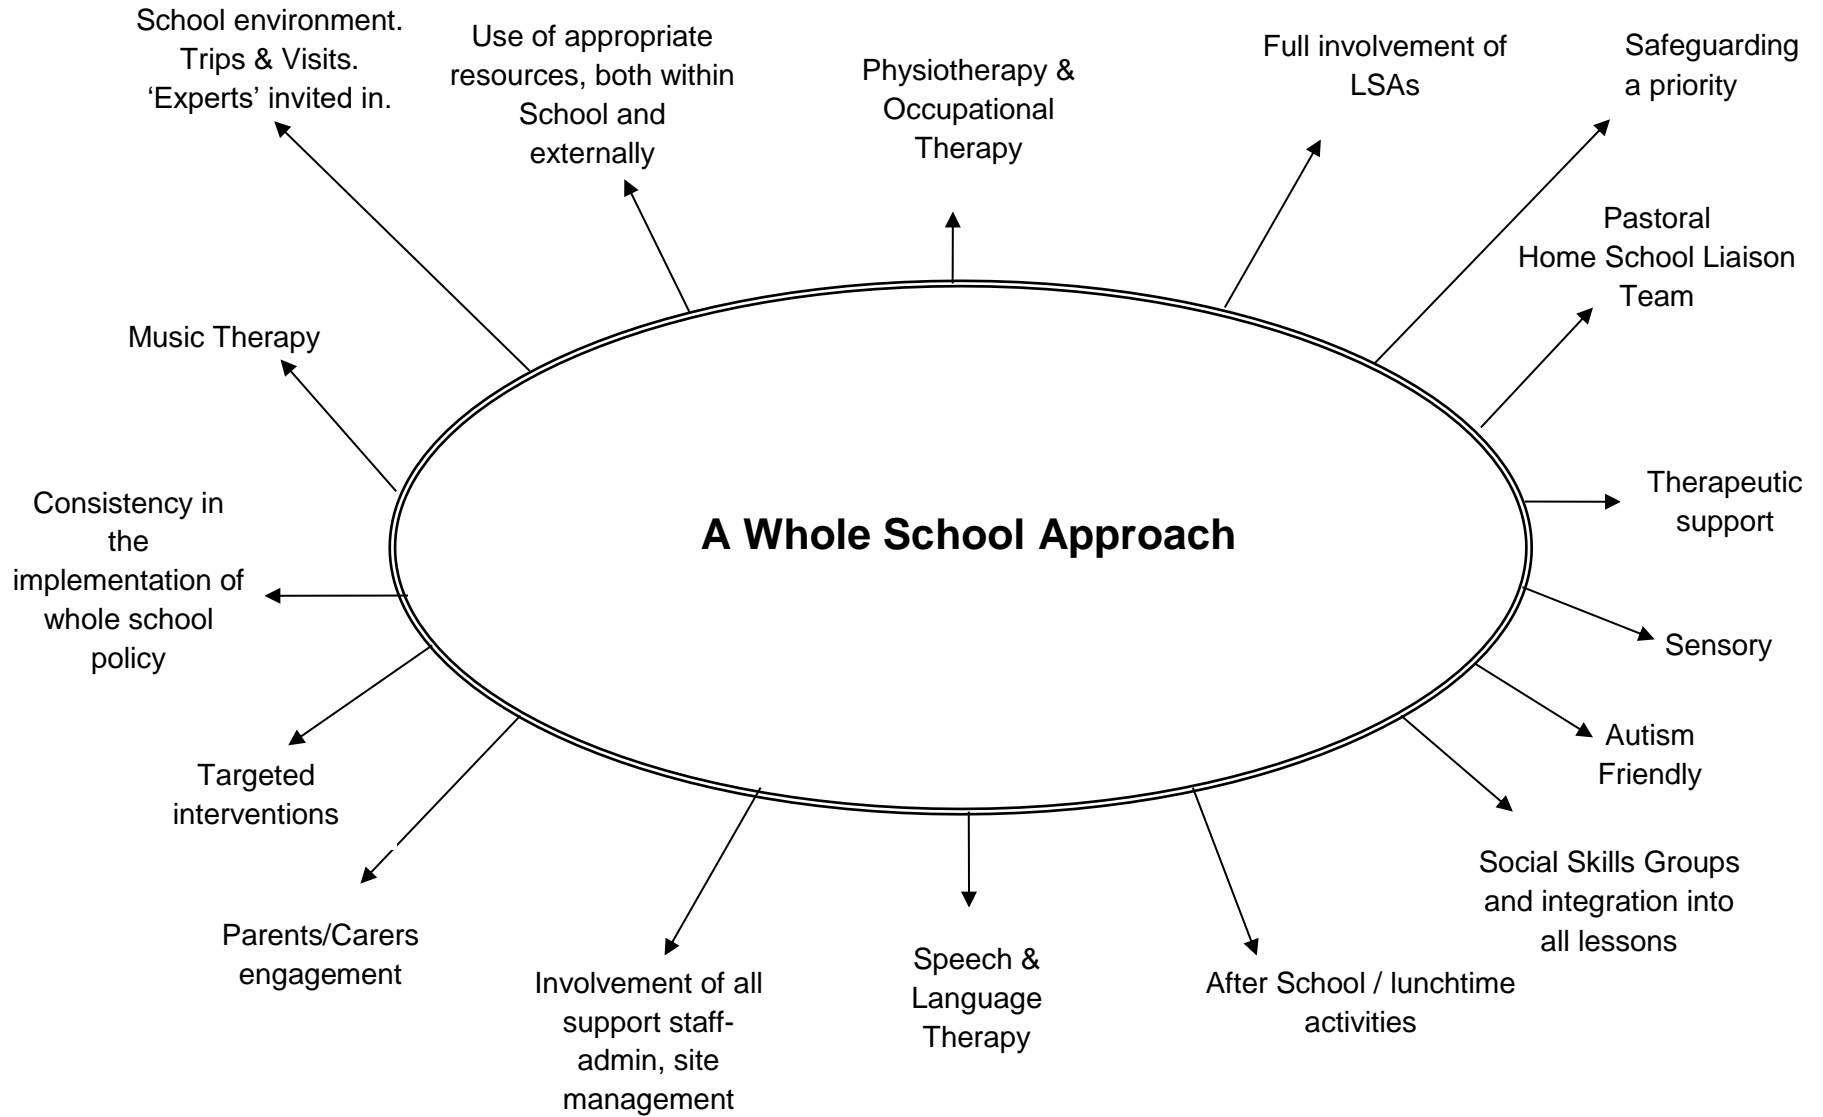 School environment.
Trips & Visits.
‘Experts’ invited in.
Use of appropriate
resources, both within
School and
externally
Physiotherapy &
Occupational
Therapy
Full involvement of
LSAs
Safeguarding
a priority
Pastoral
Home School Liaison
Team
Music Therapy
Therapeutic
support
Consistency in
the
implementation of
whole school
policy
A Whole School Approach
Sensory
Autism
Friendly
Targeted
interventions
Social Skills Groups
and integration into
all lessons
Parents/Carers
engagement
Involvement of all
support staff-
admin, site
management
Speech &
Language
Therapy
After School / lunchtime
activities